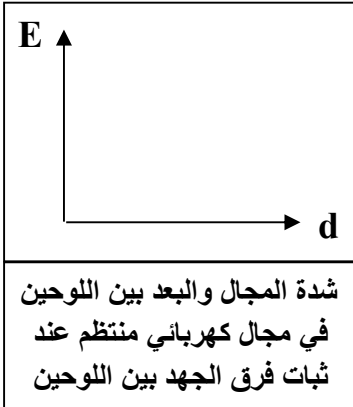 E
d
شدة المجال والبعد بين اللوحين
في مجال كهربائي منتظم عند
ثبات فرق الجهد بين اللوحين